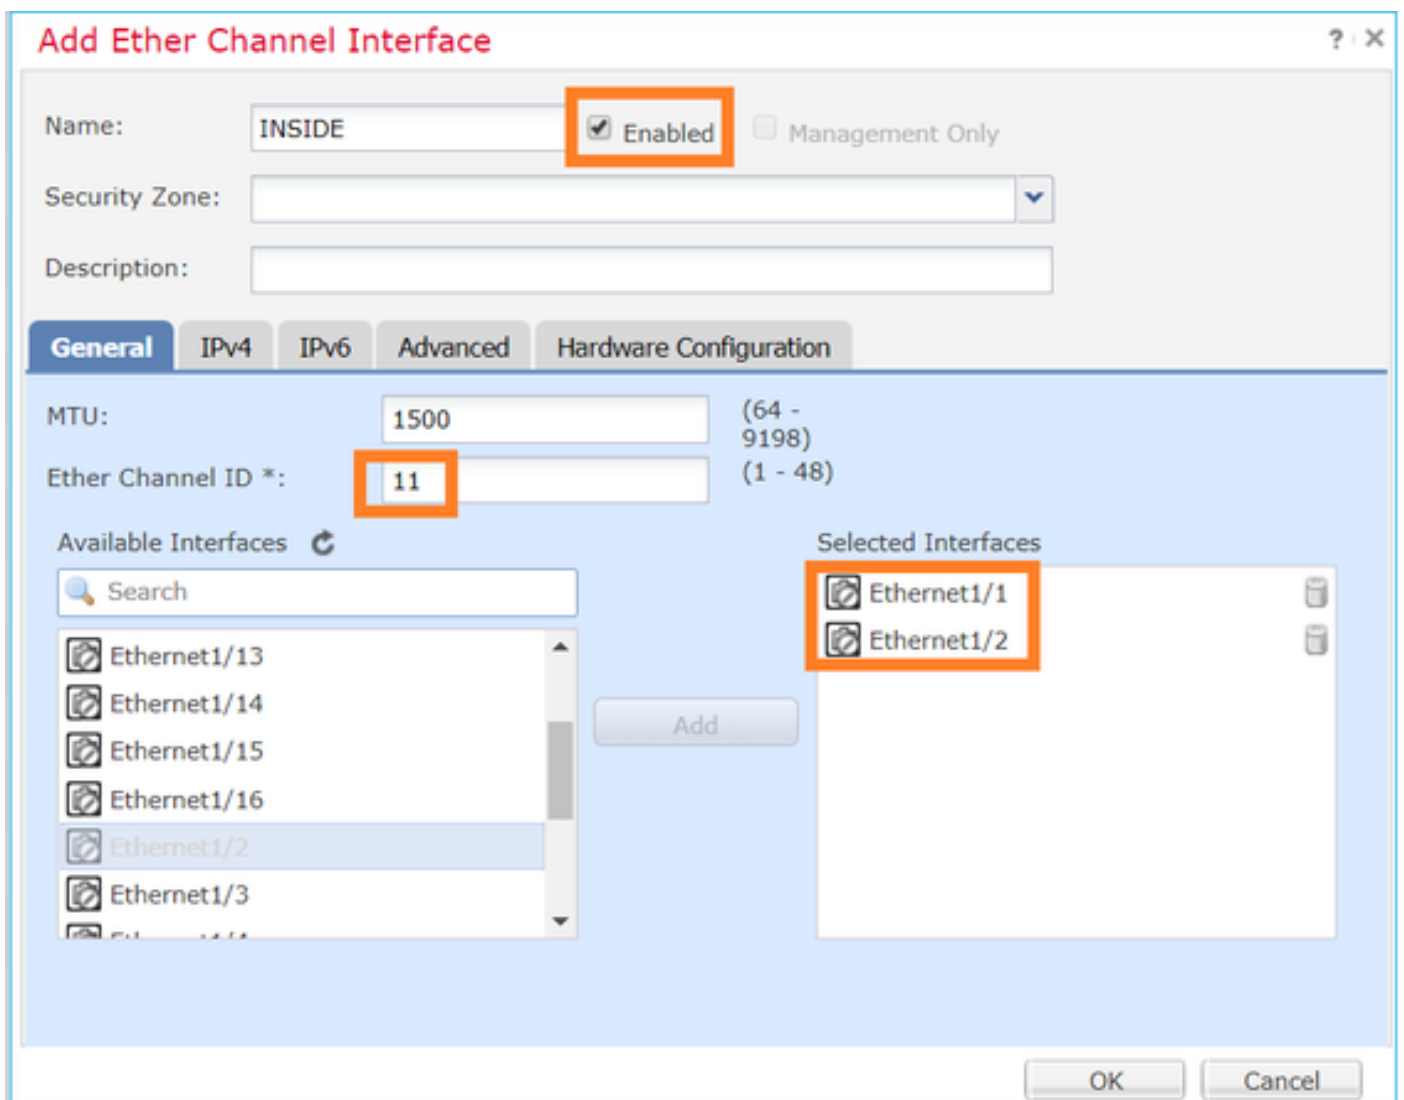 Add Ether Channel Interface
?
Name: INSIDE Enabled Management Only
Security Zone:
Description:
General IPv4 IPv6 Advanced Hardware Configuration
MTU: 1500 (64 -
9198)
Ether Channel ID *: 11 (1 - 48)
Available Interfaces Selected Interfaces
Search
Ethernet1/1
Ethernet1/2
Ethernet1/13
Ethernet1/14
Ethernet1/15
Add
Ethernet1/16
Ethernet1/2
Ethernet1/3
OK Cancel